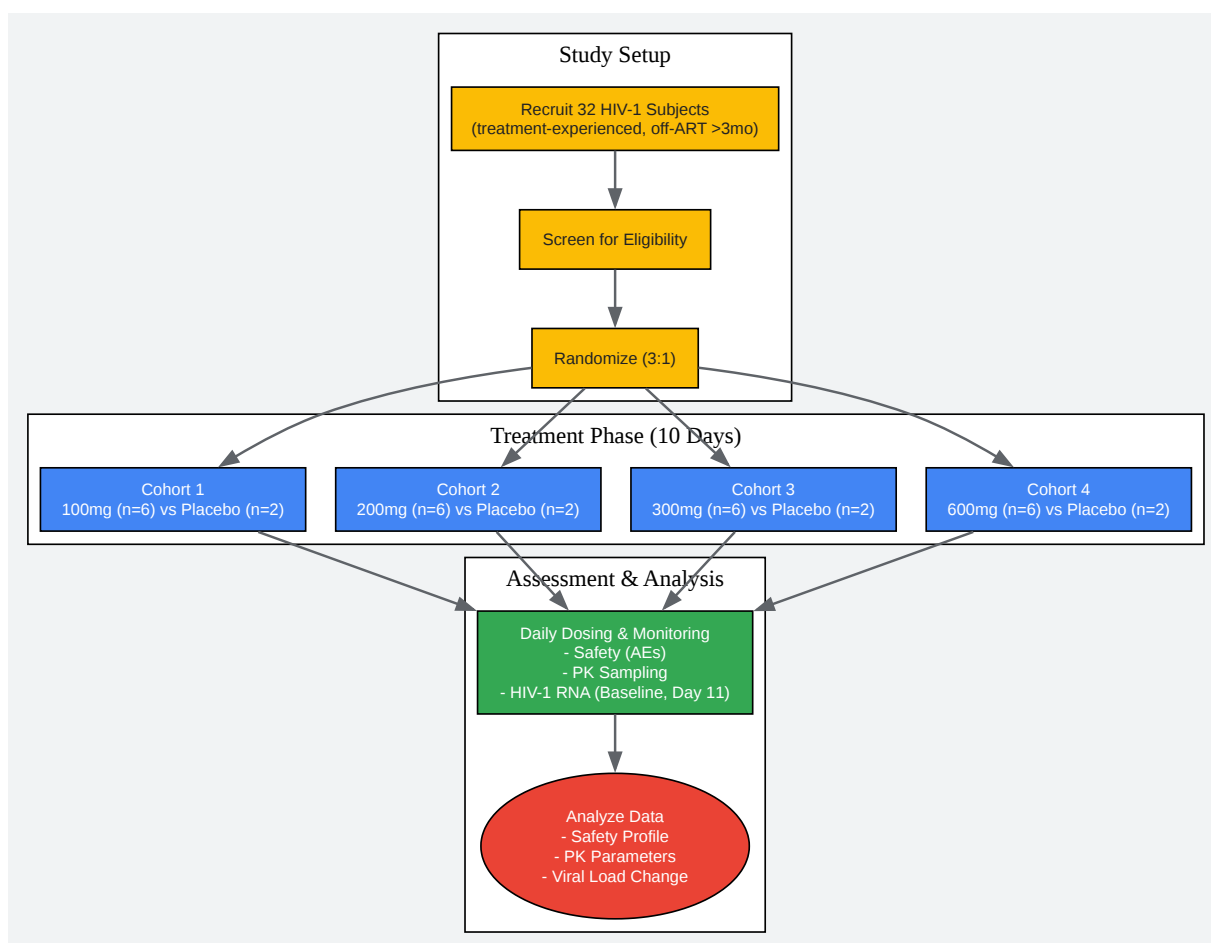 Study Setup
Recruit 32 HIV-1 Subjects
(treatment-experienced, off-ART >3mo)
Screen for Eligibility
Randomize (3:1)
Treatment Phase (10 Days)
Cohort 1
100mg (n=6) vs Placebo (n=2)
Cohort 2
200mg (n=6) vs Placebo (n=2)
Cohort 3
300mg (n=6) vs Placebo (n=2)
Cohort 4
600mg (n=6) vs Placebo (n=2)
Assessment & Analysis
Daily Dosing & Monitoring
- Safety (AEs)
- PK Sampling
- HIV-1 RNA (Baseline, Day 11)
Analyze Data
- Safety Profile
- PK Parameters
- Viral Load Change